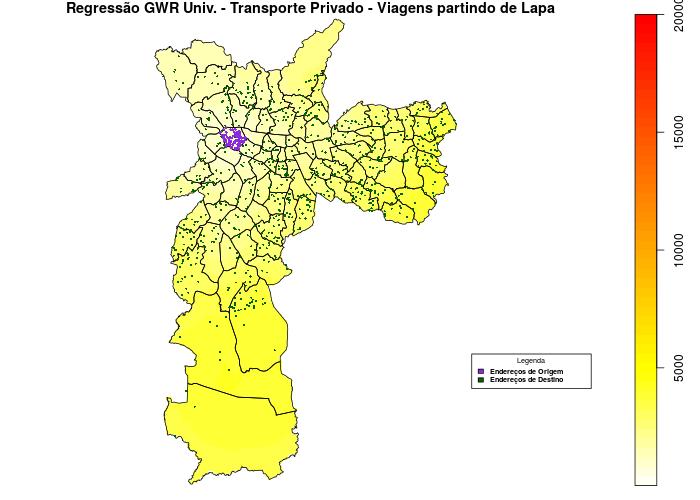 Regressão GWR Univ. - Transporte Privado - Viagens partindo de Lapa
20000
15000
10000
5000
Legenda
Endereços de Origem
Endereços de Destino